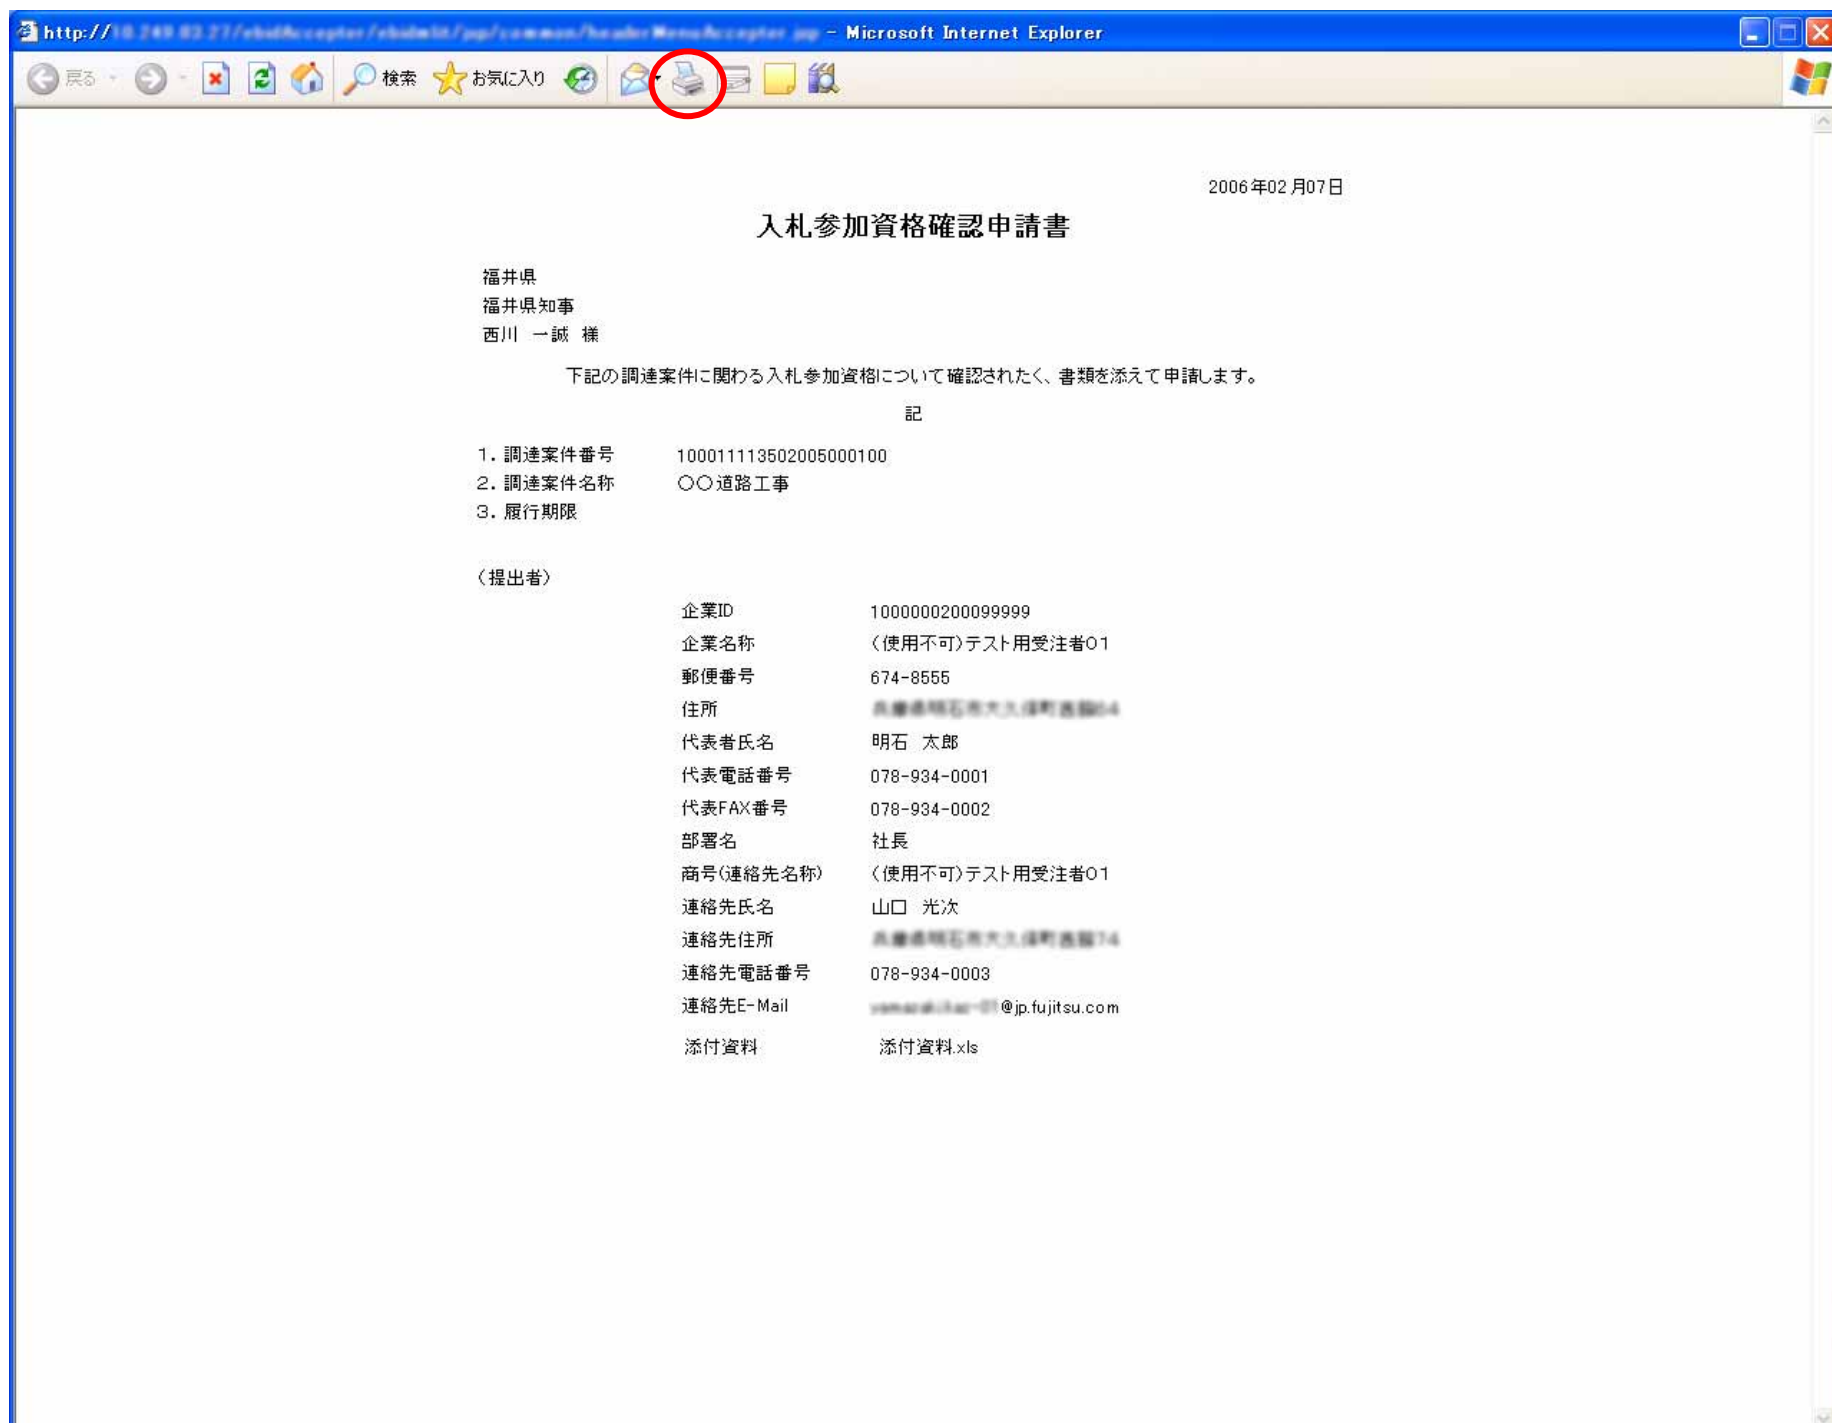 http:// - Microsoft Internet Explorer
戻る 検索 お気に入り
2006年02月07日
入札参加資格確認申請書
福井県
福井県知事
西川 一誠 様
下記の調達案件に関わる入札参加資格について確認されたく、書類を添えて申請します。
記
1. 調達案件番号 100011113502005000100
2. 調達案件名称 〇〇道路工事
3. 履行期限
（提出者）
企業ID 1000000200099999
企業名称 （使用不可）テスト用受注者01
郵便番号 674-8555
住所
代表者氏名 明石 太郎
代表電話番号 078-934-0001
代表FAX番号 078-934-0002
部署名 社長
商号(連絡先名称) （使用不可）テスト用受注者01
連絡先氏名 山口 光次
連絡先住所
連絡先電話番号 078-934-0003
連絡先E-Mail @jp.fujitsu.com
添付資料 添付資料.xls